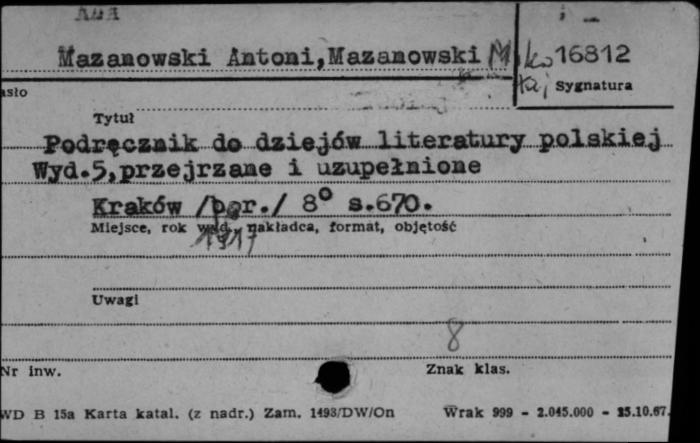 Mazanowski Antoni,Mazanowski Mikołaj
16812
asło
Sygnatura
Tytuł
Podręcznik do dziejów literatury polskiej
Wyd.5,przejrzane i uzupełnione
Kraków /b.r./ 8° s.670.
Miejsce, rok wyd., nakładca, format, objętość
1917
Uwagi
8
Nr inw.
Znak klas.
WD B 15a Karta katal. (z nadr.) Zam. 1493/DW/On
Wrak 999 - 2.045.000 - 25.10.67.